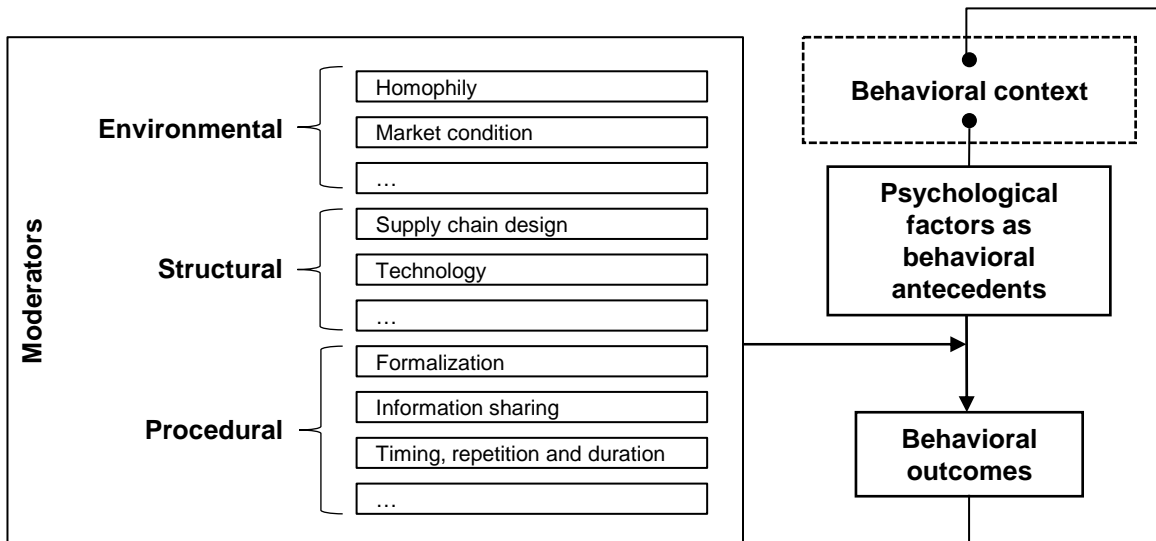 Moderators
Environmental
Homophily
Market condition
…
Structural
Supply chain design
Technology
…
Procedural
Formalization
Information sharing
Timing, repetition and duration
…
Behavioral context
Psychological
factors as
behavioral
antecedents
Behavioral
outcomes